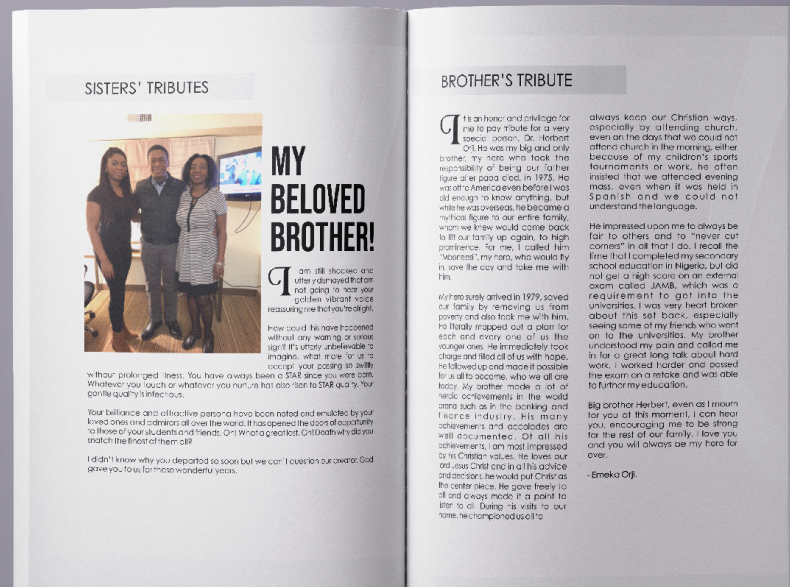 SISTERS' TRIBUTES
MY
BELOVED
BROTHER!
I am still shocked and
utterly dismayed that am
not going to hear your
golden vibrant voice
reassuring me that you're alright.
How could this have happened
without any warning or serious
sign? It's utterly unbelievable to
imagine, what more for us to
accept your passing so swiftly
without prolonged illness. You have always been a STAR since you were born.
Whatever you touch or whatever you nurture has also risen to STAR quality. Your
gentle quality is infectious.
Your brilliance and attractive persona have been noted and emulated by your
loved ones and admirers all over the world. It has opened the doors of opportunity
to those of your students and friends. Oh! What a great lost. Oh! Death why did you
snatch the finest of them all?
I didn't know why you departed so soon but we can't question our creator. God
gave you to us for those wonderful years.
BROTHER'S TRIBUTE
It is an honor and privilege for
me to pay tribute for a very
special person, Dr. Herbert
Orji. He was my big and only
brother, my hero who took the
responsibility of being our father
figure after papa died, in 1975. He
was off to America even before I was
old enough to know anything, but
while he was overseas, he became a
mythical figure to our entire family,
whom we knew would come back
to lift our family up again, to high
prominence. For me, I called him
my hero, who would fly
in, save the day and take me with
him.
My hero surely arrived in 1979, saved
our family by removing us from
poverty and also took me with him.
He literally mapped out a plan for
each and every one of us the
younger ones. He immediately took
charge and filled all of us with hope.
He followed up and made it possible
for us all to become, who we all are
today. My brother made a lot of
heroic achievements in the world
arena such as in the banking and
finance industry. His many
achievements and accolades are
well documented. Of all his
achievements, I am most impressed
by his Christian values. He loves our
lord Jesus Christ and in all his advice
and decisions, he would put Christ as
the center piece. He gave freely to
all and always made it a point to
listen to all. During his visits to our
home, he championed us all to
always keep our Christian ways,
especially by attending church,
even on the days that we could not
attend church in the morning, either
because of my children's sports
tournaments or work, he often
insisted that we attended evening
mass, even when it was held in
Spanish and we could not
understand the language.
He impressed upon me to always be
fair to others and to "never cut
corners" in all that I do. I recall the
time that I completed my secondary
school education in Nigeria, but did
not get a high score on an external
exam called JAMB, which was a
requirement to get into the
universities. I was very heart broken
about this set back, especially
seeing some of my friends who went
on to the universities. My brother
understood my pain and called me
in for a great long talk about hard
work. I worked harder and passed
the exam on a retake and was able
to further my education.
Big brother Herbert, even as I mourn
for you at this moment, I can hear
you, encouraging me to be strong
for the rest of our family. I love you
and you will always be my hero for
ever.
- Emeka Orji.